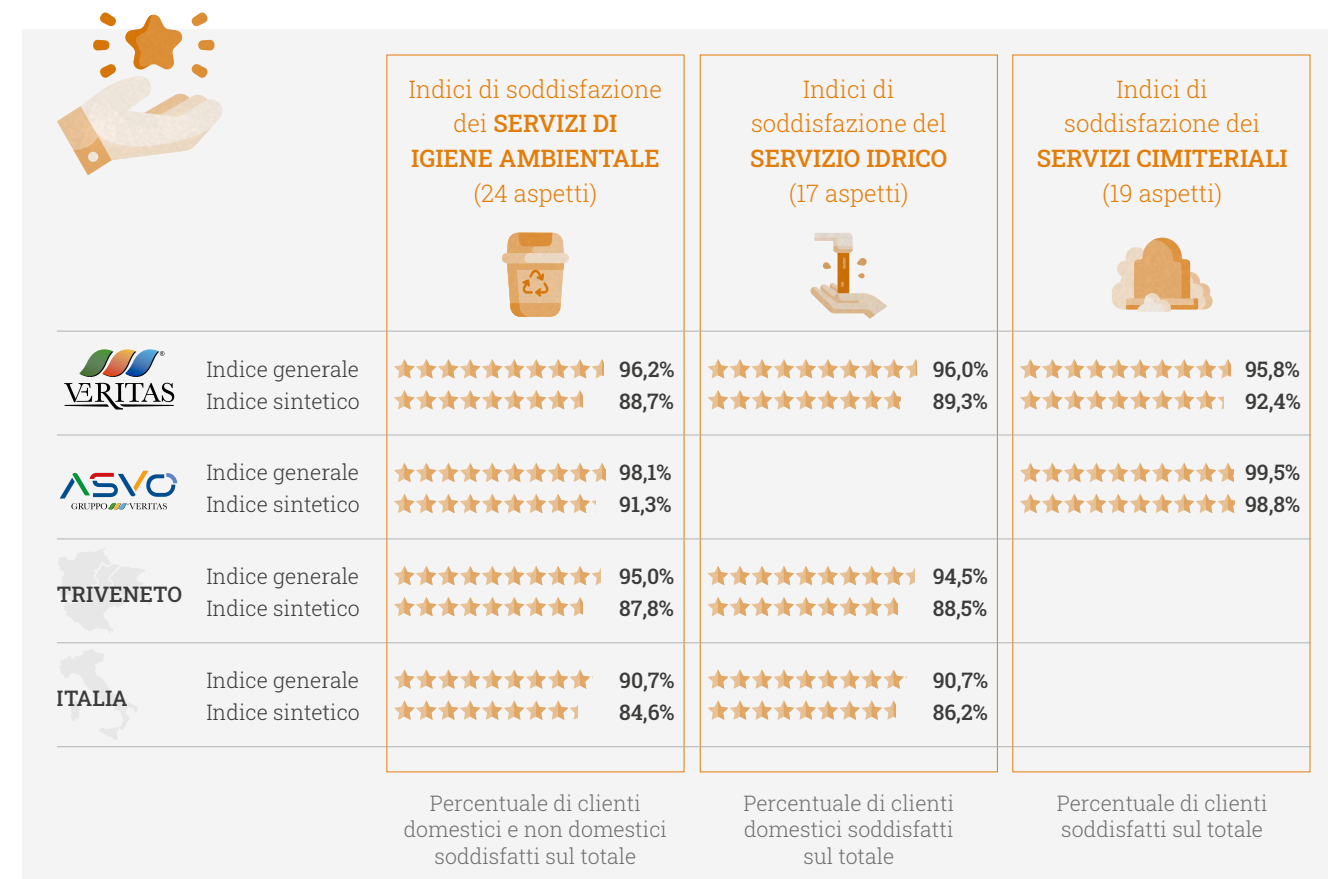 Indici di soddisfazione
dei SERVIZI DI
IGIENE AMBIENTALE
(24 aspetti)
Indici di
soddisfazione del
SERVIZIO IDRICO
(17 aspetti)
Indici di
soddisfazione dei
SERVIZI CIMITERIALI
(19 aspetti)
VERITAS®
Indice generale 96,2% 96,0% 95,8%
Indice sintetico 88,7% 89,3% 92,4%
ASVO
GRUPPO VERITAS
Indice generale 98,1% 99,5%
Indice sintetico 91,3% 98,8%
TRIVENETO
Indice generale 95,0% 94,5%
Indice sintetico 87,8% 88,5%
ITALIA
Indice generale 90,7% 90,7%
Indice sintetico 84,6% 86,2%
Percentuale di clienti
domestici e non domestici
soddisfatti sul totale
Percentuale di clienti
domestici soddisfatti
sul totale
Percentuale di clienti
soddisfatti sul totale